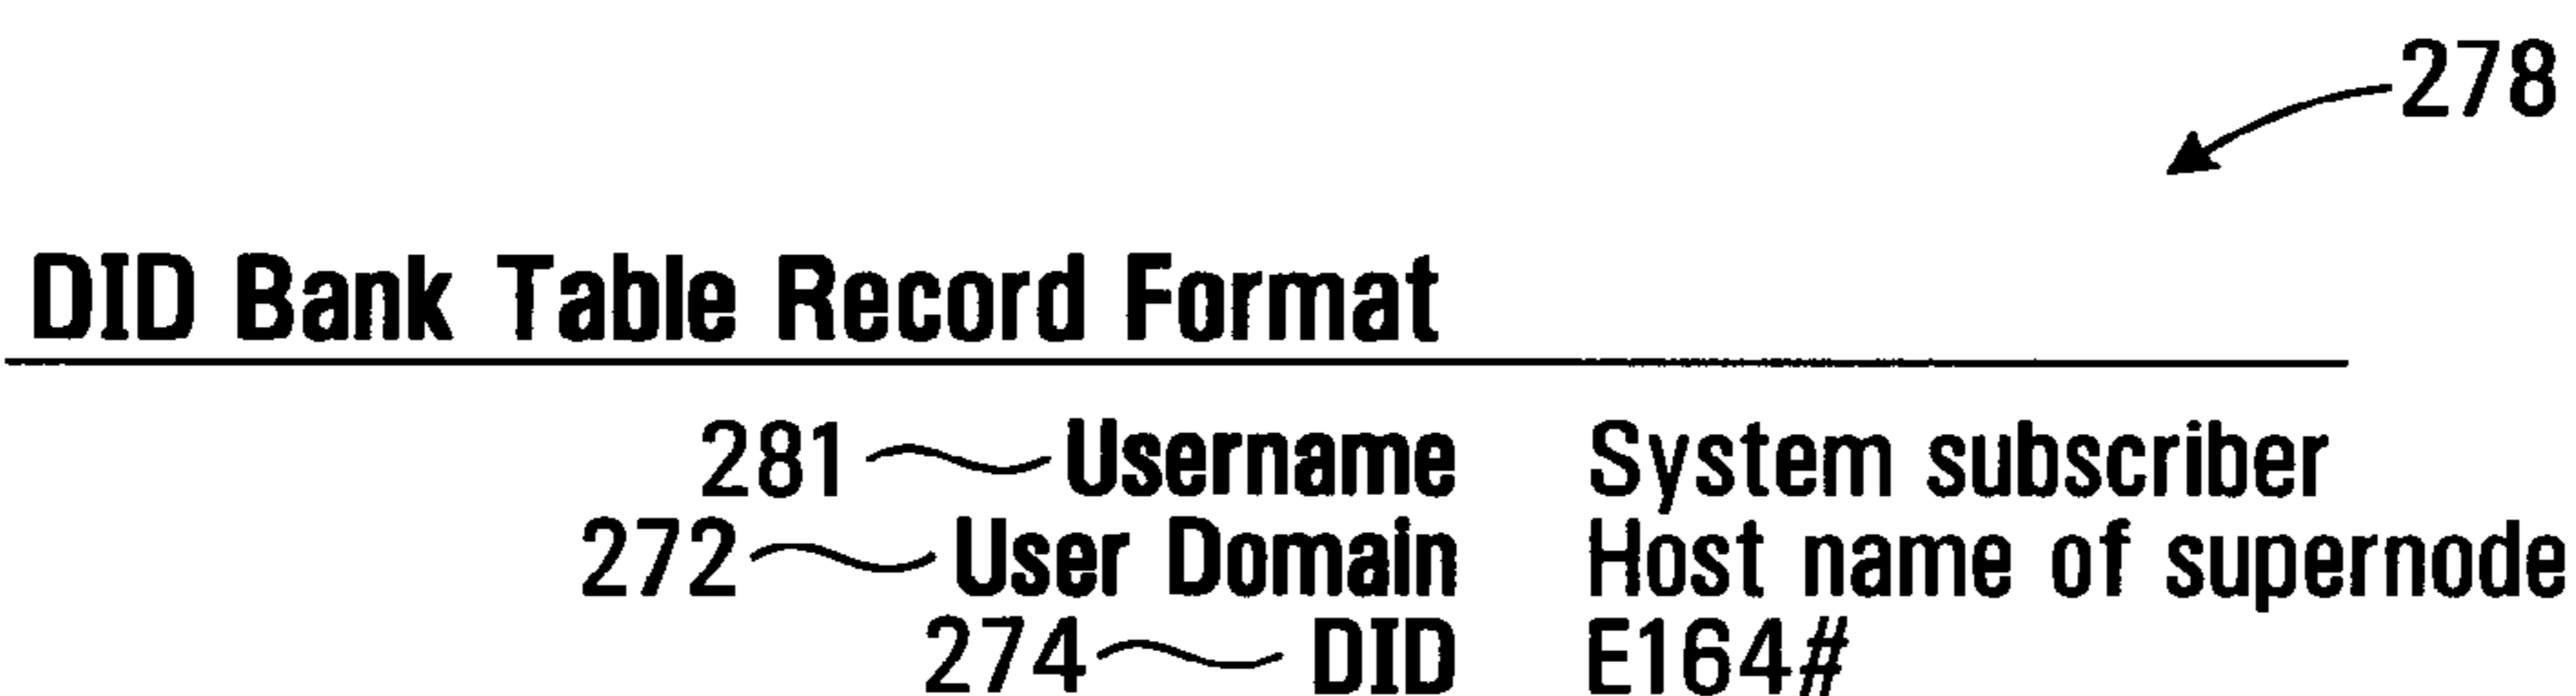 278
DID Bank Table Record Format
281 Username System subscriber
272 User Domain Host name of supernode
274 DID E164#